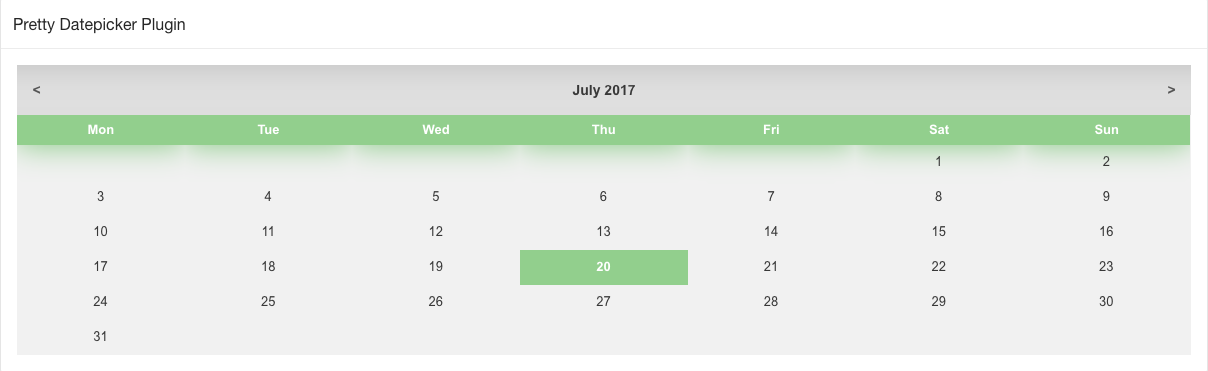 Pretty Datepicker Plugin
< July 2017 >
Mon Tue Wed Thu Fri Sat Sun
1 2
3 4 5 6 7 8 9
10 11 12 13 14 15 16
17 18 19 20 21 22 23
24 25 26 27 28 29 30
31